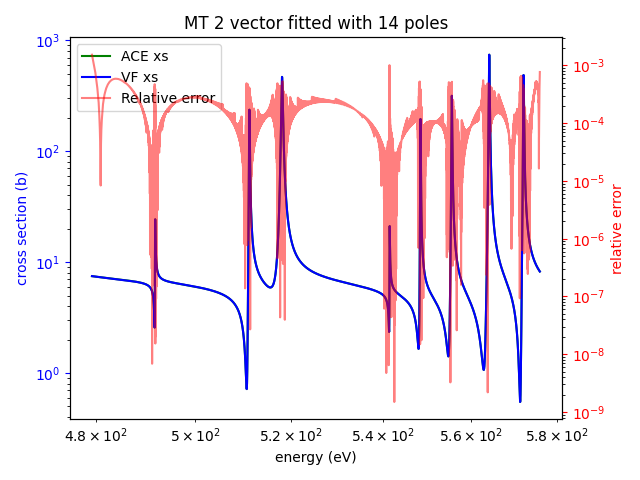 MT 2 vector fitted with 14 poles
ACE xs
VF xs
Relative error
10³
10²
10¹
10⁰
cross section (b)
10⁻³
10⁻⁴
10⁻⁵
10⁻⁶
10⁻⁷
10⁻⁸
10⁻⁹
relative error
4.8 × 10² 5 × 10² 5.2 × 10² 5.4 × 10² 5.6 × 10² 5.8 × 10²
energy (eV)